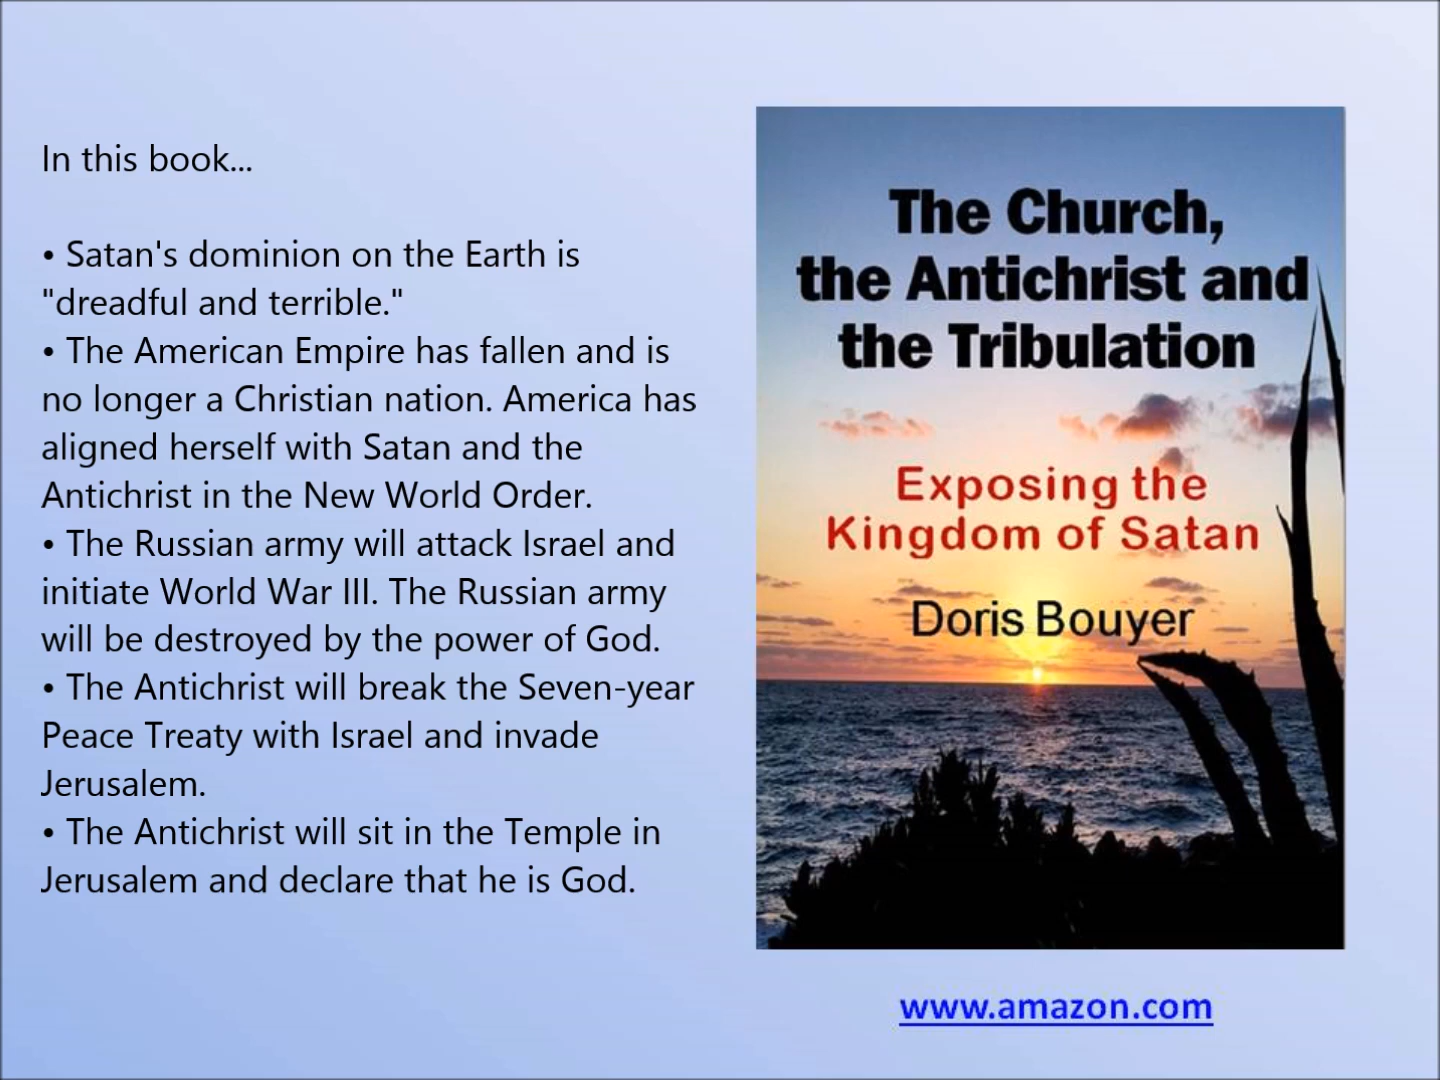 In this book...
• Satan's dominion on the Earth is
"dreadful and terrible."
• The American Empire has fallen and is
no longer a Christian nation. America has
aligned herself with Satan and the
Antichrist in the New World Order.
• The Russian army will attack Israel and
initiate World War III. The Russian army
will be destroyed by the power of God.
• The Antichrist will break the Seven-year
Peace Treaty with Israel and invade
Jerusalem.
• The Antichrist will sit in the Temple in
Jerusalem and declare that he is God.
The Church,
the Antichrist and
the Tribulation
Exposing the
Kingdom of Satan
Doris Bouyer
www.amazon.com